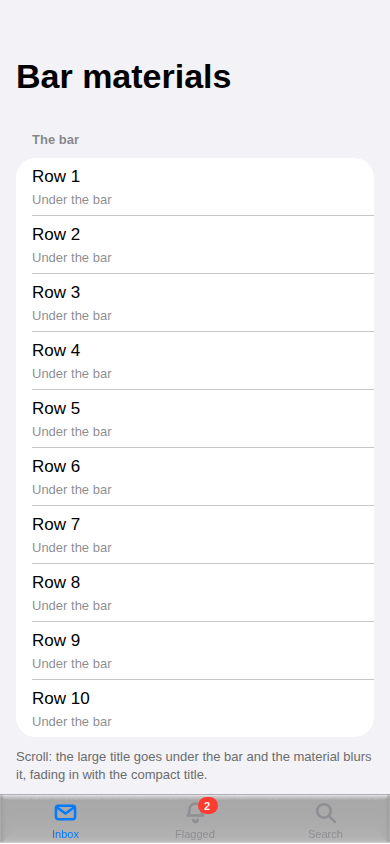 Bar materials
The bar
Row 1
Under the bar
Row 2
Under the bar
Row 3
Under the bar
Row 4
Under the bar
Row 5
Under the bar
Row 6
Under the bar
Row 7
Under the bar
Row 8
Under the bar
Row 9
Under the bar
Row 10
Under the bar
Scroll: the large title goes under the bar and the material blurs
it, fading in with the compact title.
2
Inbox Flagged Search